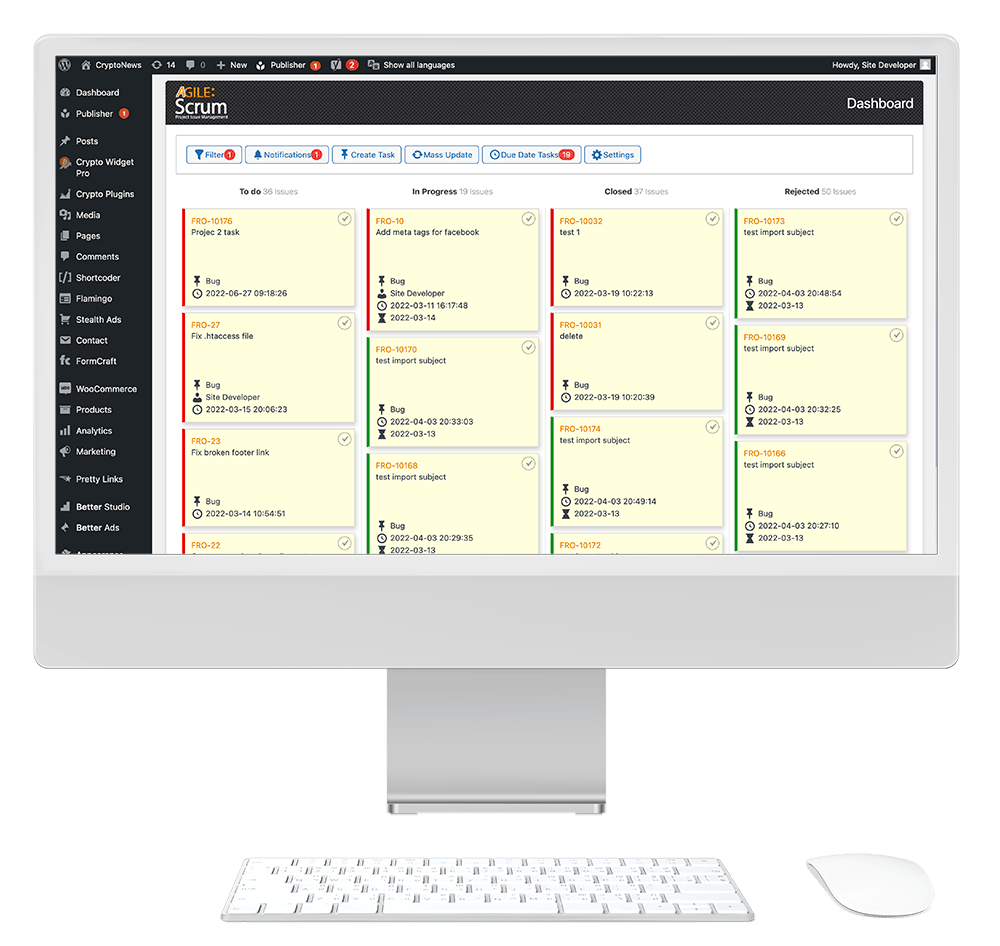 CryptoNews 14 0 New Publisher 1 2 Show all languages Howdy, Site Developer
Dashboard
Publisher 1
Posts
Crypto Widget
Pro
Crypto Plugins
Media
Pages
Comments
Shortcoder
Flamingo
Stealth Ads
Contact
FormCraft
WooCommerce
Products
Analytics
Marketing
Pretty Links
Better Studio
Better Ads
AGILE:
Scrum
Project Issue Management
Dashboard
Filter 1 Notifications 1 Create Task Mass Update Due Date Tasks 19 Settings
To do 36 Issues
FRO-10176
Projec 2 task
Bug
2022-06-27 09:18:26
FRO-27
Fix .htaccess file
Bug
Site Developer
2022-03-15 20:06:23
FRO-23
Fix broken footer link
Bug
2022-03-14 10:54:51
FRO-22
In Progress 19 Issues
FRO-10
Add meta tags for facebook
Bug
Site Developer
2022-03-11 16:17:48
2022-03-14
FRO-10170
test import subject
Bug
2022-04-03 20:33:03
2022-03-13
FRO-10168
test import subject
Bug
2022-04-03 20:29:35
2022-03-13
Closed 37 Issues
FRO-10032
test 1
Bug
2022-03-19 10:22:13
FRO-10031
delete
Bug
2022-03-19 10:20:39
FRO-10174
test import subject
Bug
2022-04-03 20:49:14
2022-03-13
FRO-10172
Rejected 50 Issues
FRO-10173
test import subject
Bug
2022-04-03 20:48:54
2022-03-13
FRO-10169
test import subject
Bug
2022-04-03 20:32:25
2022-03-13
FRO-10166
test import subject
Bug
2022-04-03 20:27:10
2022-03-13